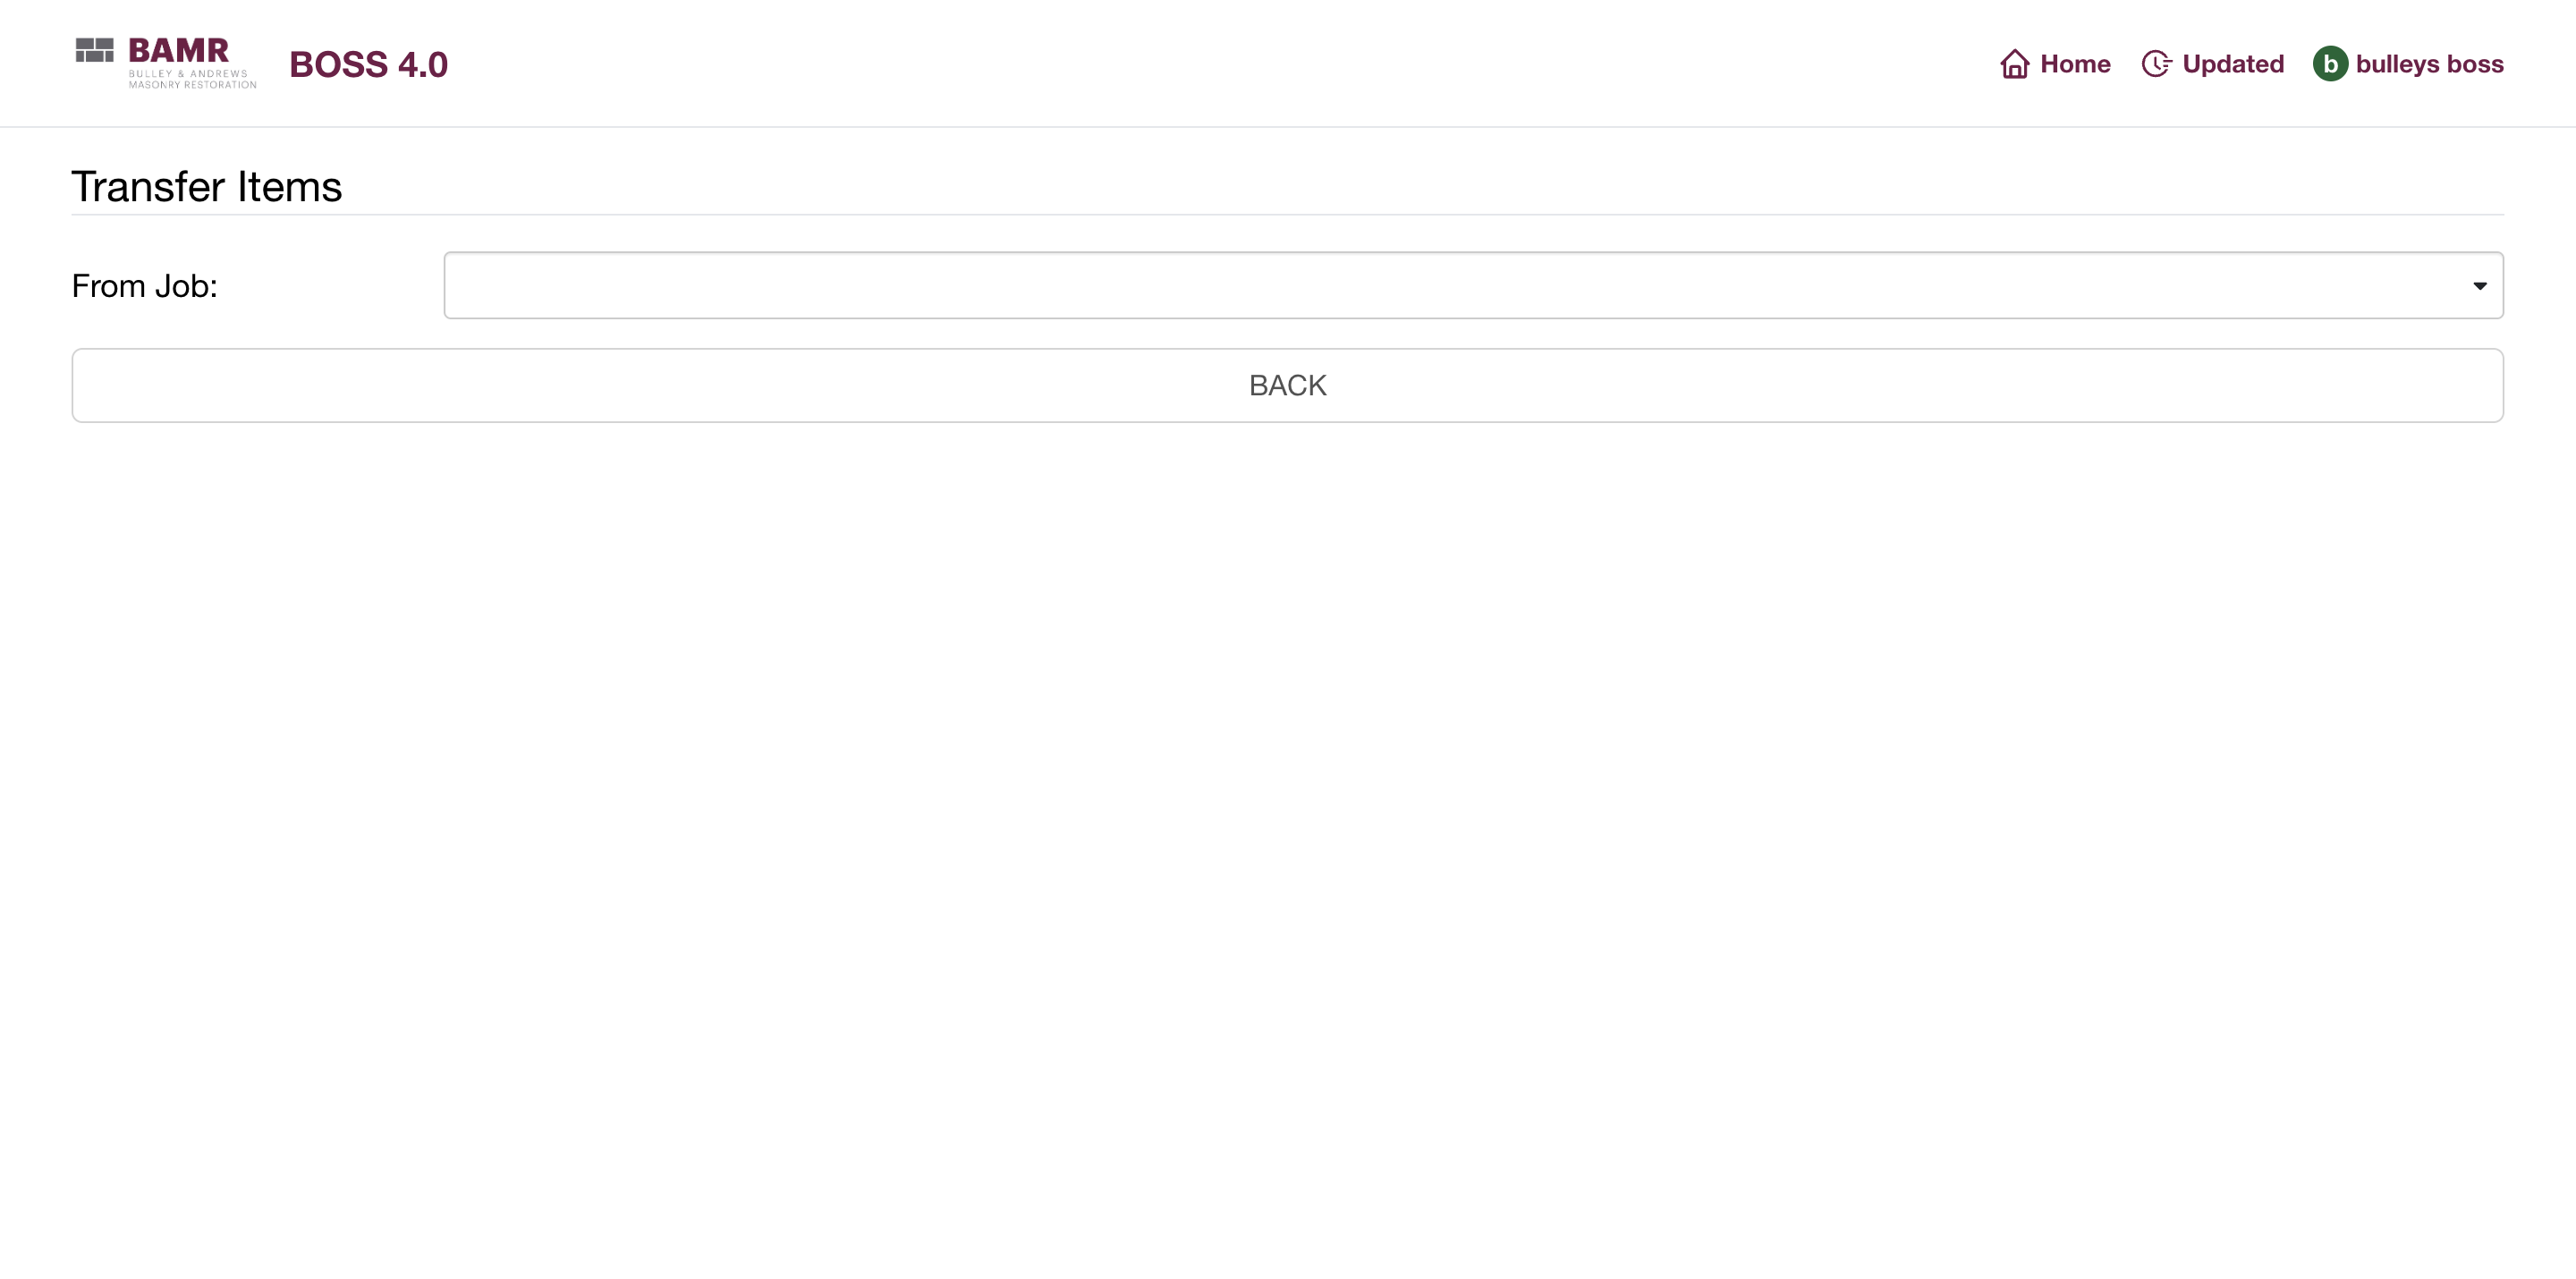 BAMR
BULLEY & ANDREWS
MASONRY RESTORATION
BOSS 4.0
Home
Updated
b
bulleys boss
Transfer Items
From Job:
BACK